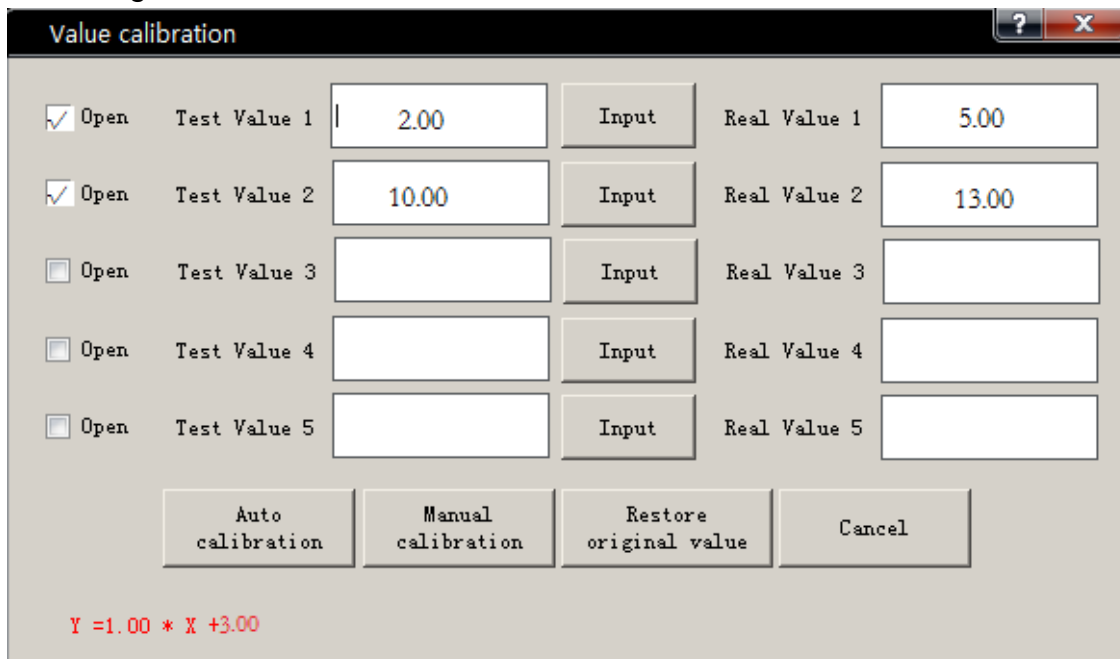 Value calibration ? X
Open Test Value 1 2.00 Input Real Value 1 5.00
Open Test Value 2 10.00 Input Real Value 2 13.00
Open Test Value 3 Input Real Value 3
Open Test Value 4 Input Real Value 4
Open Test Value 5 Input Real Value 5
Auto calibration Manual calibration Restore original value Cancel
Y =1.00 * X +3.00